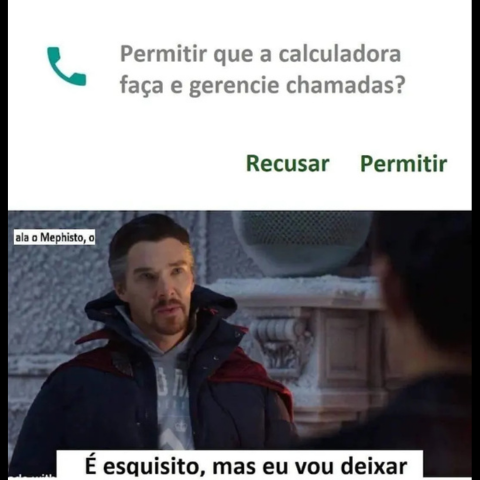 Permitir que a calculadora
faça e gerencie chamadas?
Recusar Permitir
ala o Mephisto, o
É esquisito, mas eu vou deixar